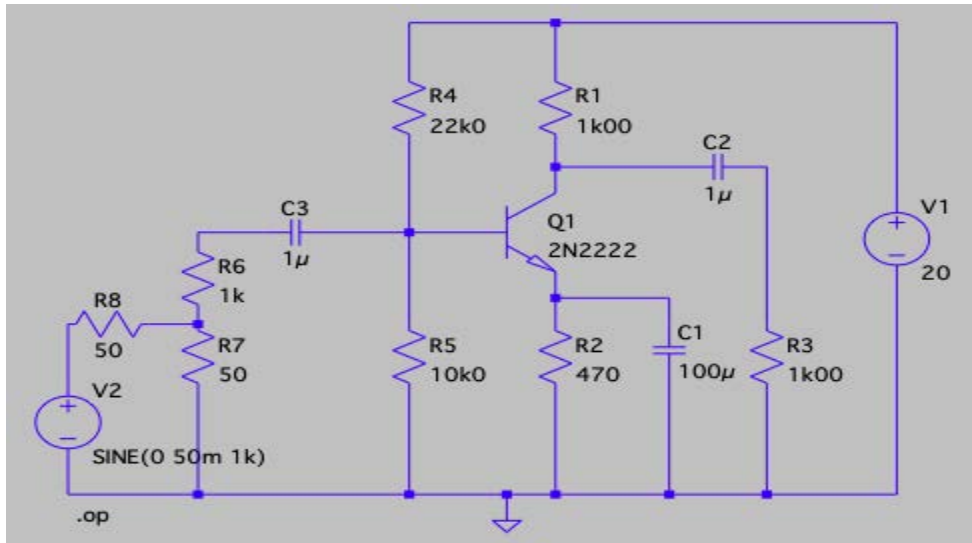 R4
22k0
R1
1k00
C2
1µ
V1
20
C3
1µ
Q1
2N2222
R6
1k
R8
50
R7
50
R5
10k0
R2
470
C1
100µ
R3
1k00
V2
SINE(0 50m 1k)
.op